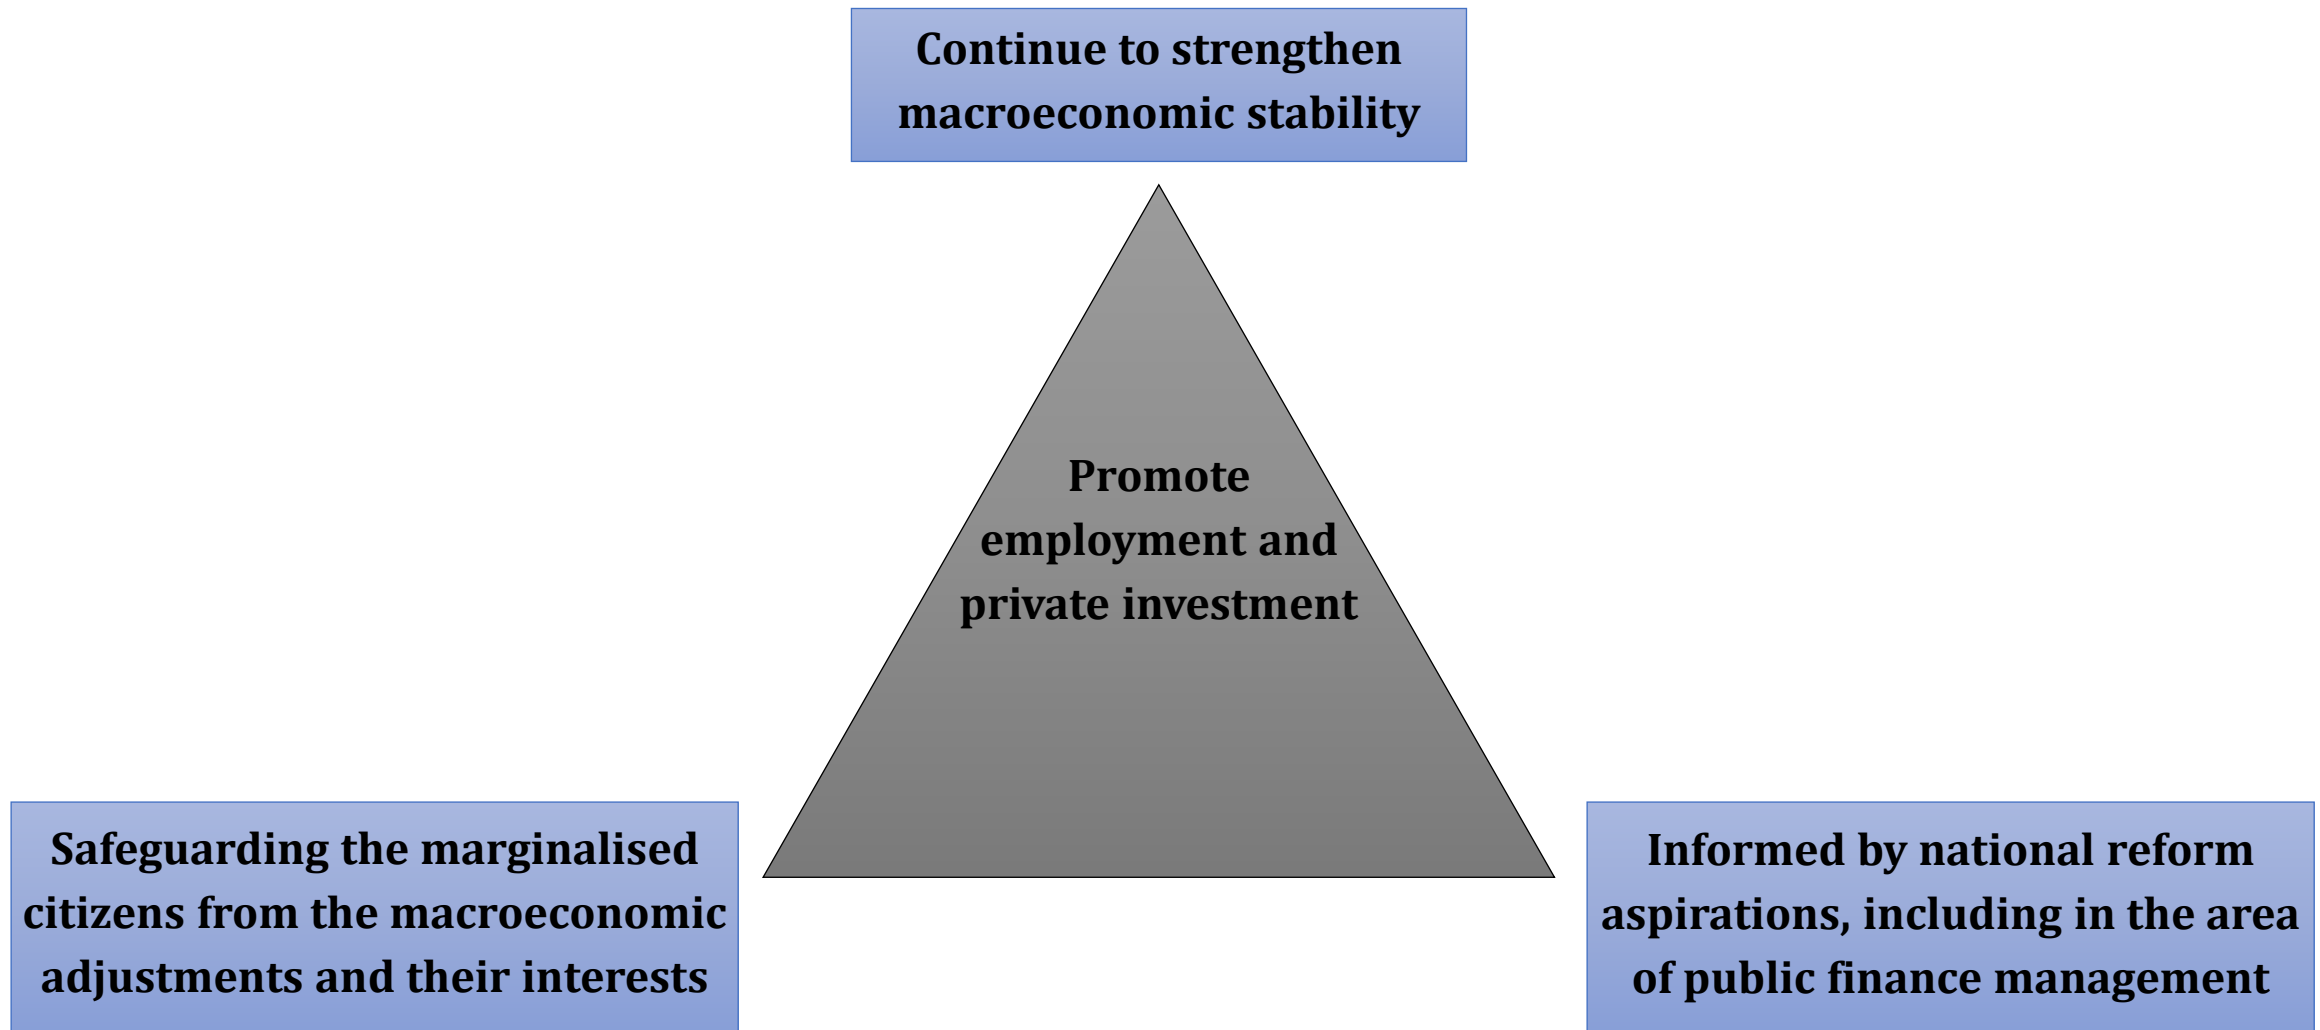 Continue to strengthen
macroeconomic stability
Promote
employment and
private investment
Safeguarding the marginalised
citizens from the macroeconomic
adjustments and their interests
Informed by national reform
aspirations, including in the area
of public finance management